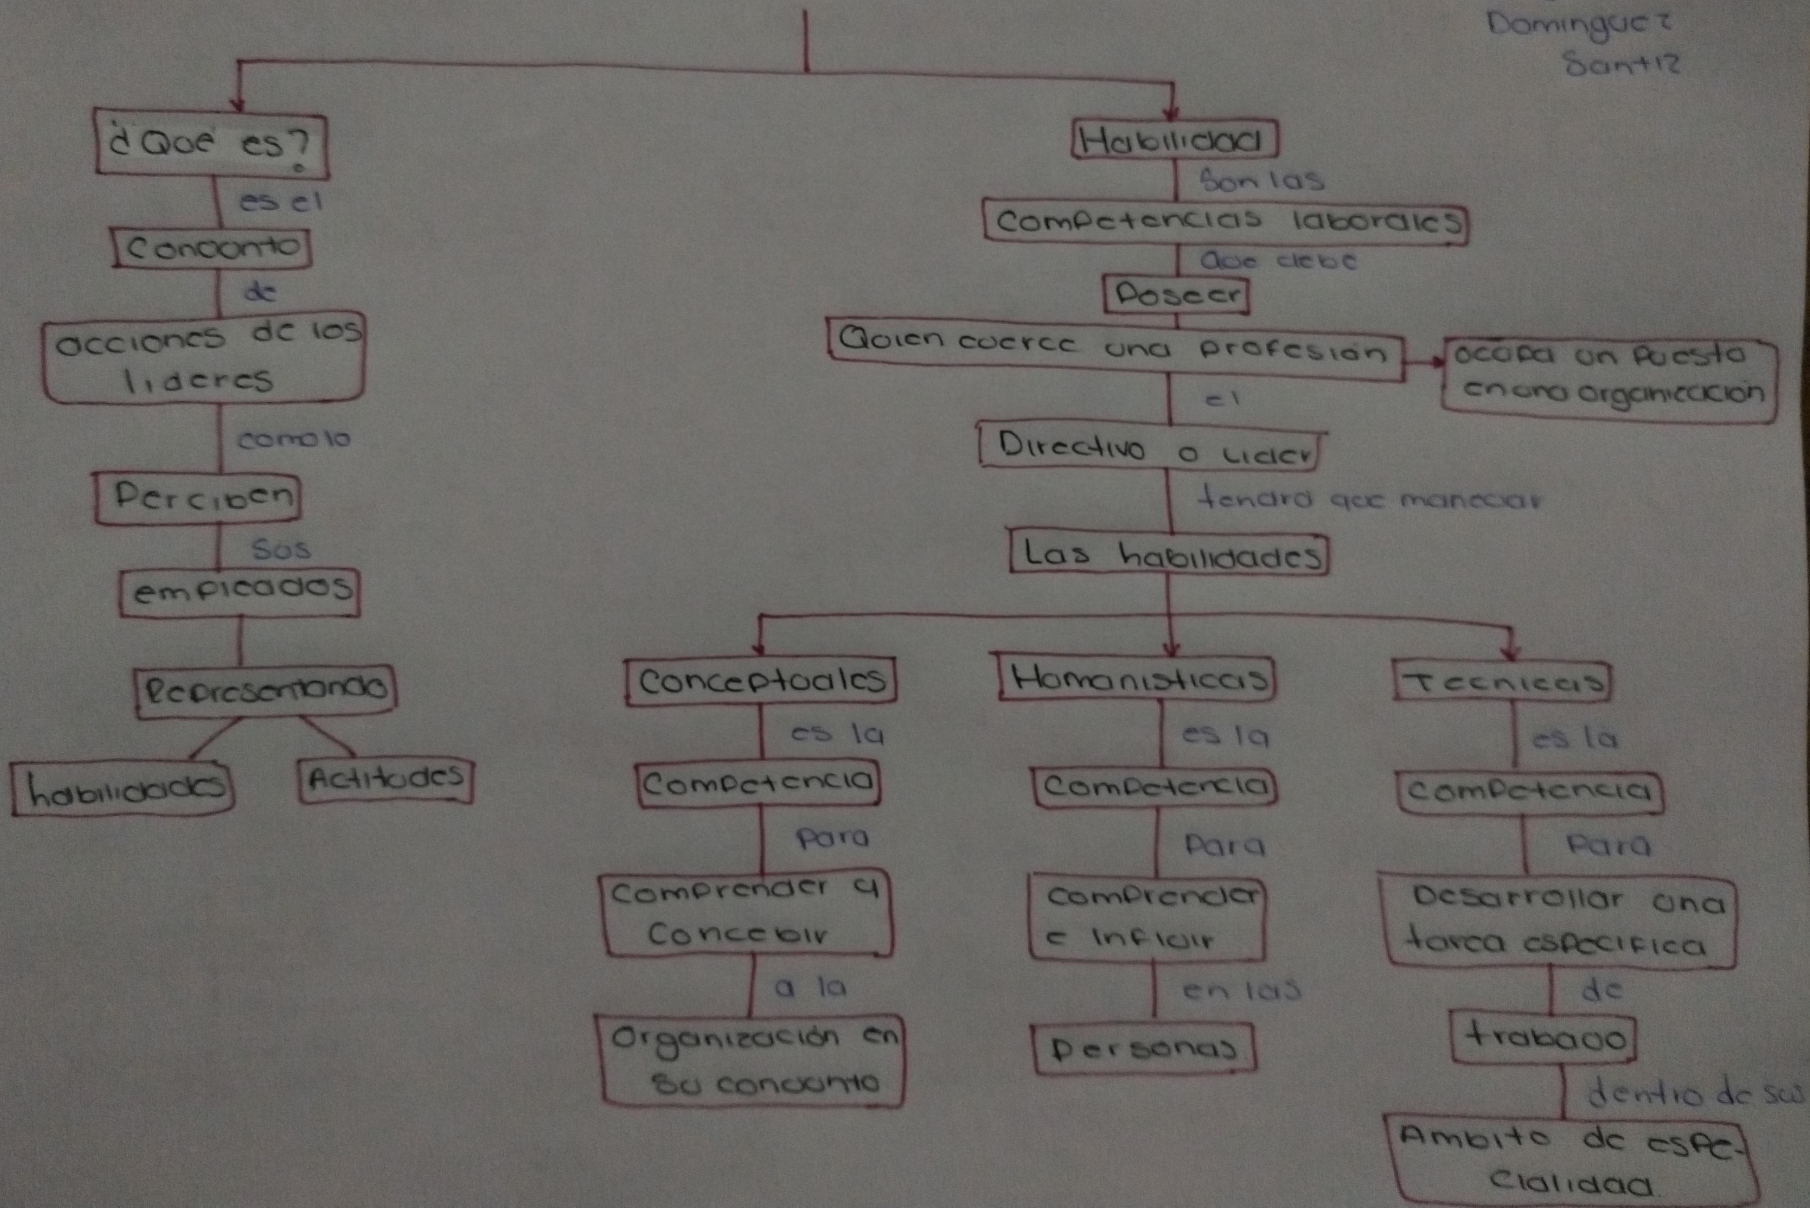 Dominguez
Santiz
¿Qué es?
es el
Conjunto
de
acciones de los
lideres
como lo
Perciben
sus
empleados
Representando
habilidades
Actitudes
Habilidad
Son las
Competencias laborales
que debe
Poseer
Quien ejerce una profesión
ocupa un puesto
en una organización
el
Directivo o Lider
tendra que manejar
Las habilidades
Conceptuales
es la
Competencia
Para
Comprender y
Concebir
a la
Organización en
su conjunto
Humanisticas
es la
Competencia
Para
Comprender
e Influir
en las
Personas
Tecnicas
es la
Competencia
Para
Desarrollar una
tarea especifica
de
trabajo
dentro de sus
Ambito de espe-
cialidad.